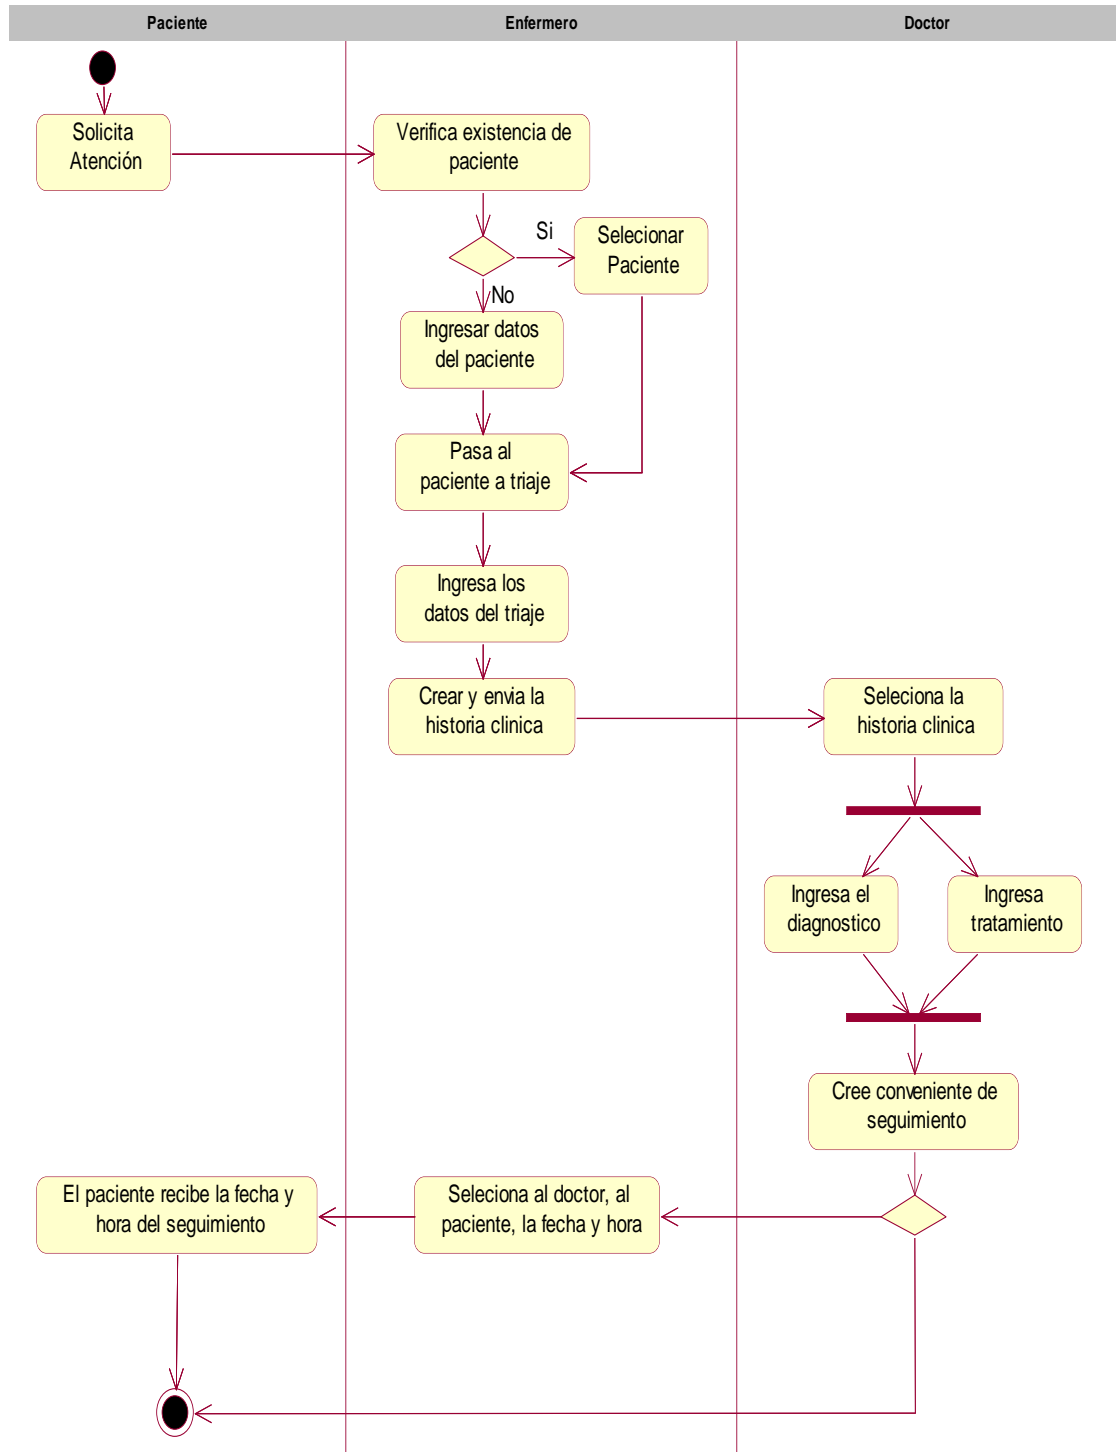 Paciente
Enfermero
Doctor
Solicita
Atención
Verifica existencia de
paciente
Si
Selecionar
Paciente
No
Ingresar datos
del paciente
Pasa al
paciente a triaje
Ingresa los
datos del triaje
Crear y envia la
historia clinica
Seleciona la
historia clinica
Ingresa el
diagnostico
Ingresa
tratamiento
Cree conveniente de
seguimiento
El paciente recibe la fecha y
hora del seguimiento
Seleciona al doctor, al
paciente, la fecha y hora